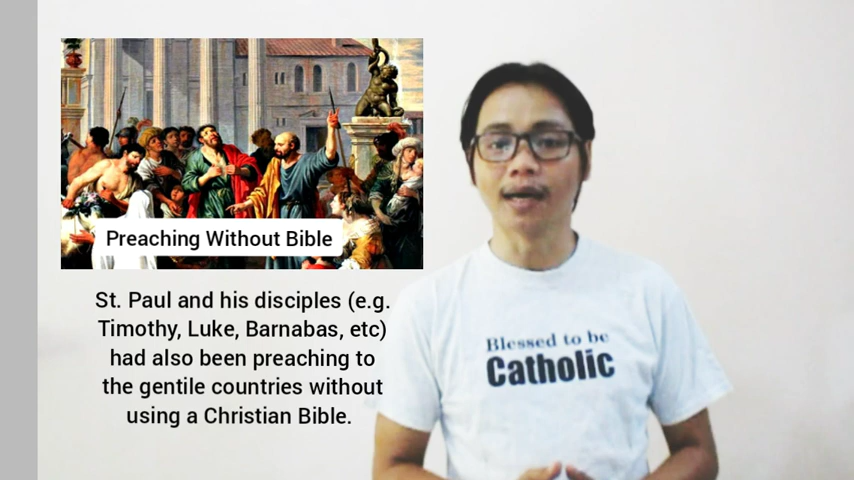 Preaching Without Bible
St. Paul and his disciples (e.g.
Timothy, Luke, Barnabas, etc)
had also been preaching to
the gentile countries without
using a Christian Bible.
Blessed to be
Catholic